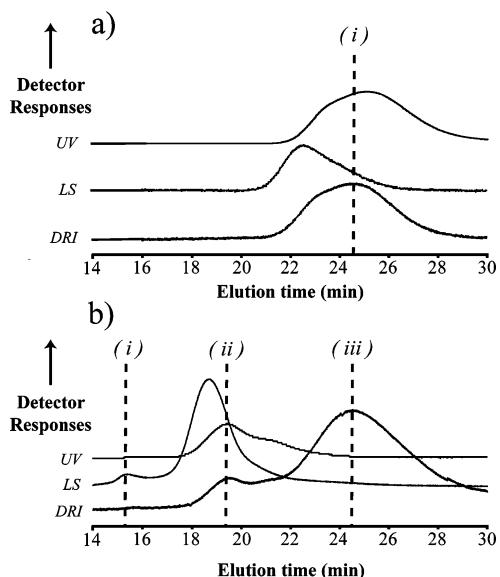 a)
( i )
Detector
Responses
UV
LS
DRI
14 16 18 20 22 24 26 28 30
Elution time (min)
b)
( i ) ( ii ) ( iii )
Detector
Responses
UV
LS
DRI
14 16 18 20 22 24 26 28 30
Elution time (min)